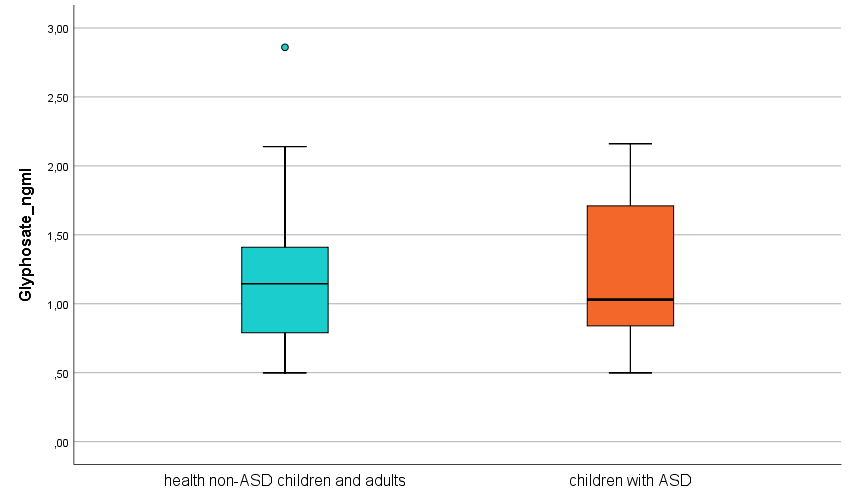 3,00
2,50
2,00
1,50
1,00
,50
,00
Glyphosate_ngml
health non-ASD children and adults
children with ASD